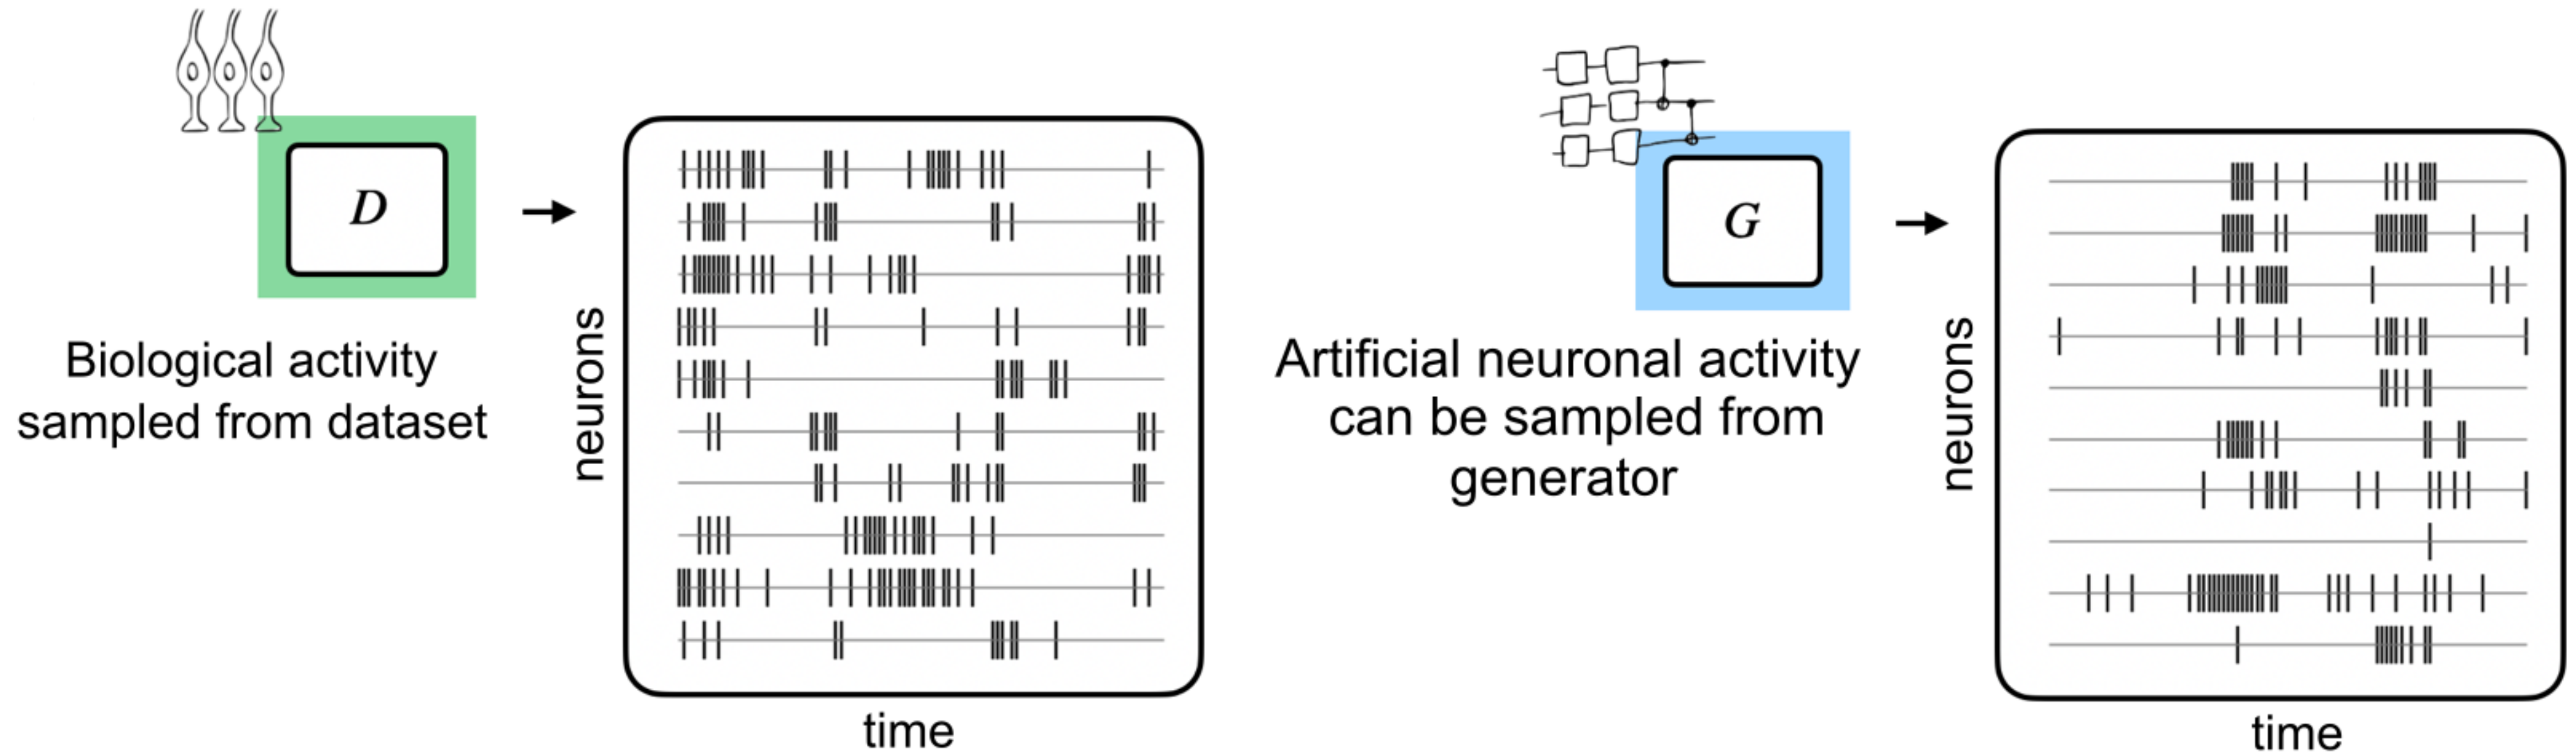 D
Biological activity
sampled from dataset
neurons
time
G
Artificial neuronal activity
can be sampled from
generator
neurons
time